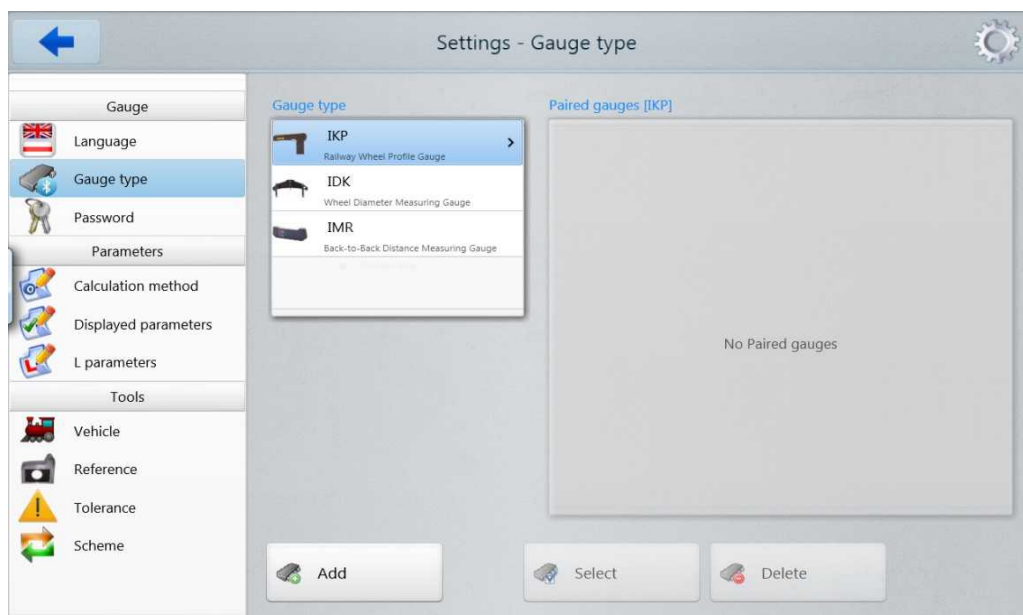 Settings - Gauge type
Gauge
Language
Gauge type
Password
Parameters
Calculation method
Displayed parameters
L parameters
Tools
Vehicle
Reference
Tolerance
Scheme
Gauge type
IKP
Railway Wheel Profile Gauge
IDK
Wheel Diameter Measuring Gauge
IMR
Back-to-Back Distance Measuring Gauge
Paired gauges [IKP]
No Paired gauges
Add
Select
Delete